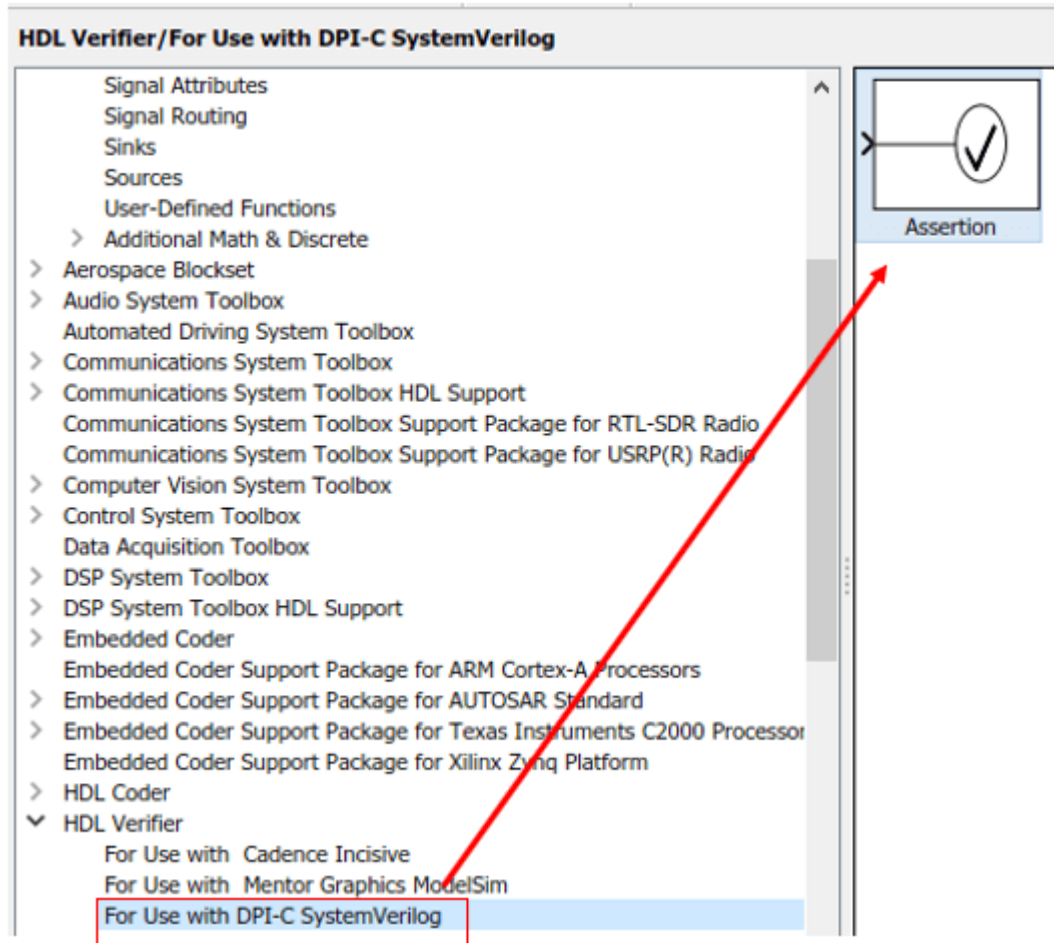 HDL Verifier/For Use with DPI-C SystemVerilog
Signal Attributes
Signal Routing
Sinks
Sources
User-Defined Functions
Additional Math & Discrete
Aerospace Blockset
Audio System Toolbox
Automated Driving System Toolbox
Communications System Toolbox
Communications System Toolbox HDL Support
Communications System Toolbox Support Package for RTL-SDR Radio
Communications System Toolbox Support Package for USRP(R) Radio
Computer Vision System Toolbox
Control System Toolbox
Data Acquisition Toolbox
DSP System Toolbox
DSP System Toolbox HDL Support
Embedded Coder
Embedded Coder Support Package for ARM Cortex-A Processors
Embedded Coder Support Package for AUTOSAR Standard
Embedded Coder Support Package for Texas Instruments C2000 Processor
Embedded Coder Support Package for Xilinx Zynq Platform
HDL Coder
HDL Verifier
For Use with Cadence Incisive
For Use with Mentor Graphics ModelSim
For Use with DPI-C SystemVerilog
Assertion